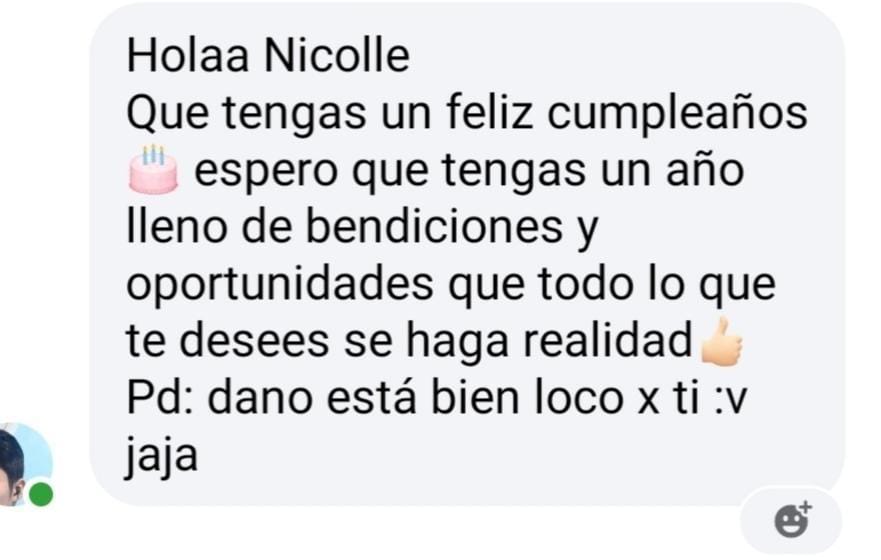 Holaa Nicolle
Que tengas un feliz cumpleaños
🎂 espero que tengas un año
lleno de bendiciones y
oportunidades que todo lo que
te desees se haga realidad👍🏻
Pd: dano está bien loco x ti :v
jaja